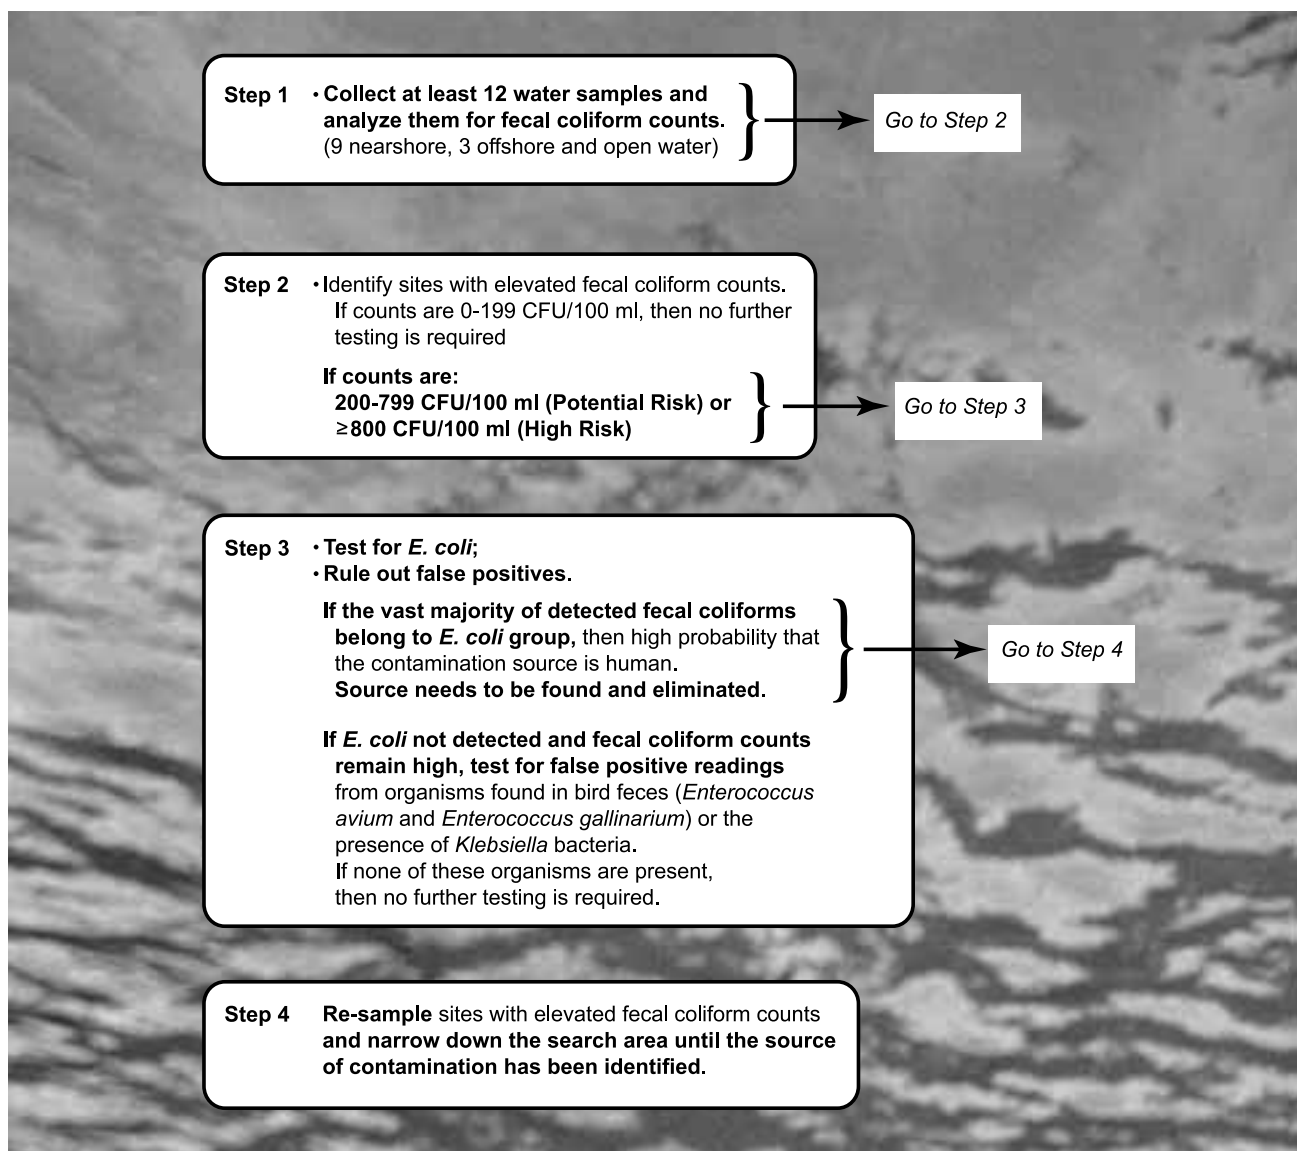 Step 1 • Collect at least 12 water samples and
analyze them for fecal coliform counts.
(9 nearshore, 3 offshore and open water)
Go to Step 2
Step 2 • Identify sites with elevated fecal coliform counts.
If counts are 0-199 CFU/100 ml, then no further
testing is required
If counts are:
200-799 CFU/100 ml (Potential Risk) or
≥800 CFU/100 ml (High Risk)
Go to Step 3
Step 3 • Test for E. coli;
• Rule out false positives.
If the vast majority of detected fecal coliforms
belong to E. coli group, then high probability that
the contamination source is human.
Source needs to be found and eliminated.
Go to Step 4
If E. coli not detected and fecal coliform counts
remain high, test for false positive readings
from organisms found in bird feces (Enterococcus
avium and Enterococcus gallinarium) or the
presence of Klebsiella bacteria.
If none of these organisms are present,
then no further testing is required.
Step 4 Re-sample sites with elevated fecal coliform counts
and narrow down the search area until the source
of contamination has been identified.